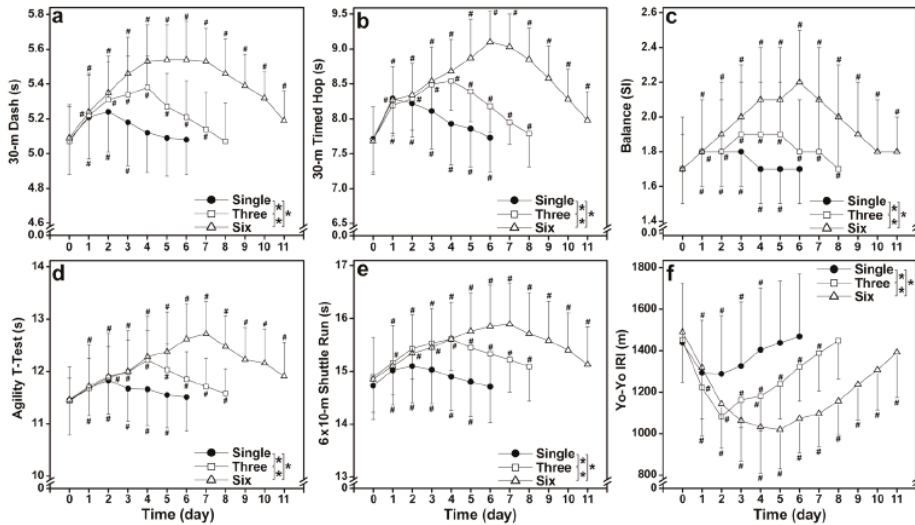 a
30-m Dash (s)
5.8
5.6
5.4
5.2
5.0
4.8
4.6
0.0
0 1 2 3 4 5 6 7 8 9 10 11
Single
Three
Six
b
30-m Timed Hop (s)
9.5
9.0
8.5
8.0
7.5
7.0
6.5
0.0
0 1 2 3 4 5 6 7 8 9 10 11
Single
Three
Six
c
Balance (SI)
2.6
2.4
2.2
2.0
1.8
1.6
1.4
0.0
0 1 2 3 4 5 6 7 8 9 10 11
Single
Three
Six
d
Agility T-Test (s)
14
13
12
11
10
0
0 1 2 3 4 5 6 7 8 9 10 11
Time (day)
Single
Three
Six
e
6x10-m Shuttle Run (s)
17
16
15
14
13
0
0 1 2 3 4 5 6 7 8 9 10 11
Time (day)
Single
Three
Six
f
Yo-Yo IRI (m)
1800
1600
1400
1200
1000
800
0
0 1 2 3 4 5 6 7 8 9 10 11
Time (day)
Single
Three
Six